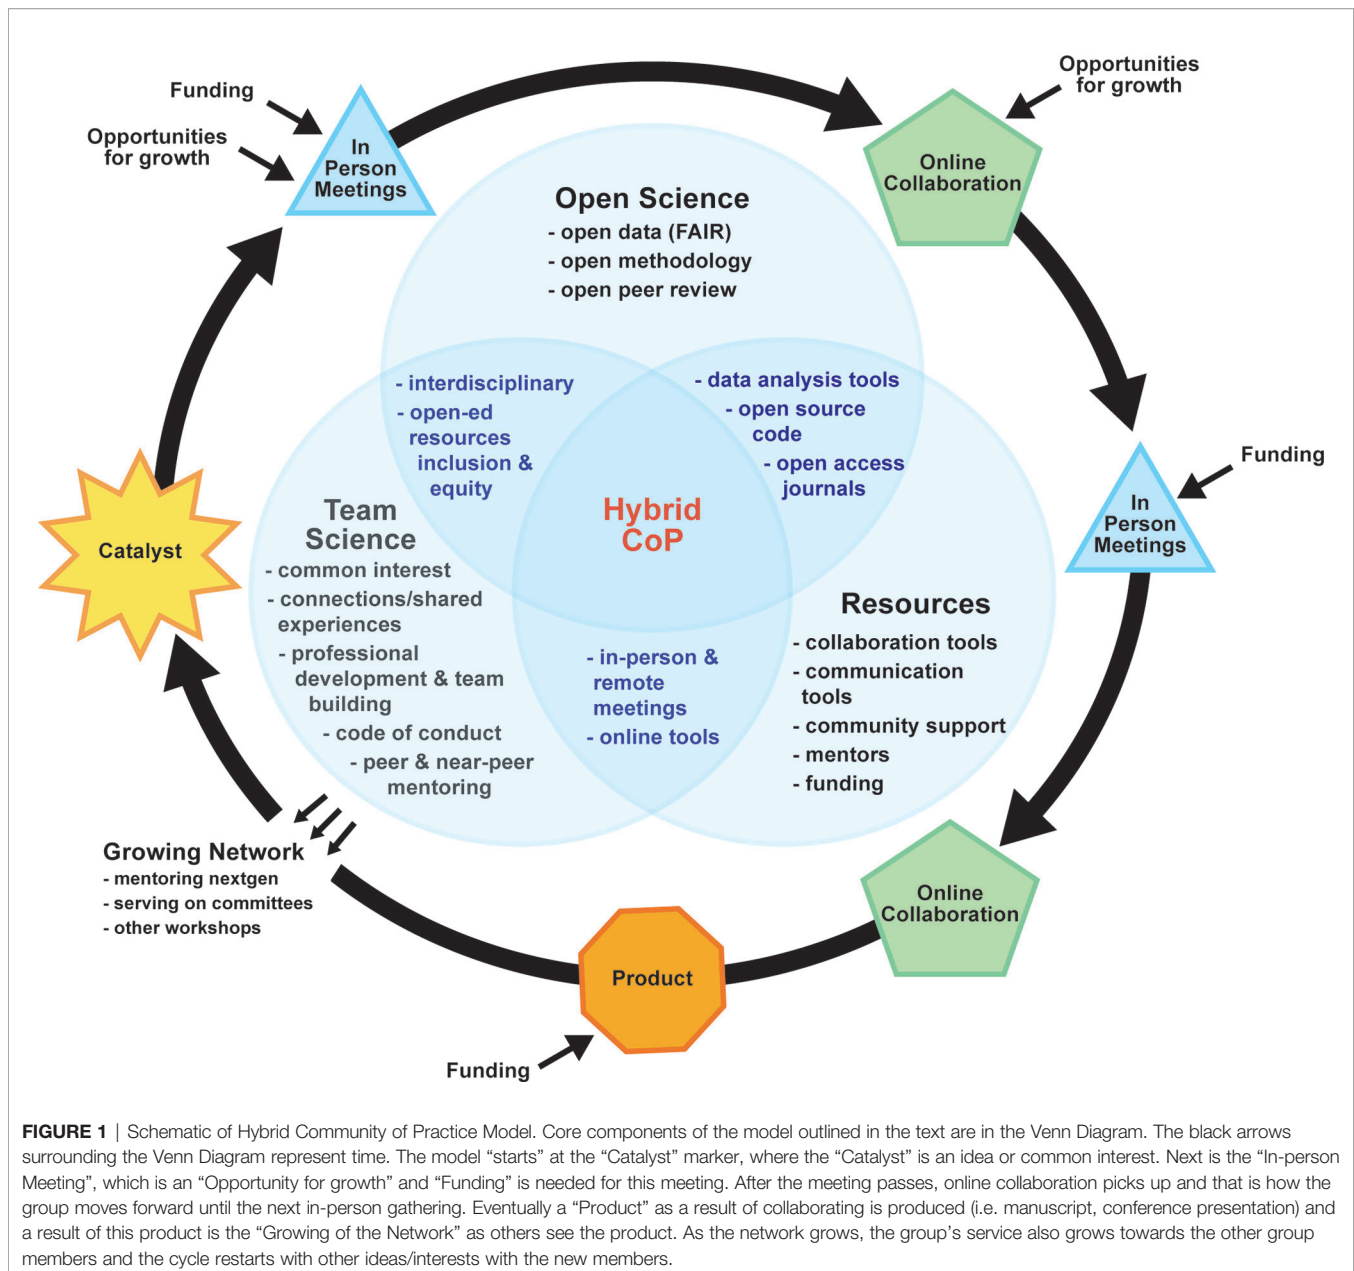 Funding
Opportunities
for growth
In
Person
Meetings
Opportunities
for growth
Online
Collaboration
Open Science
- open data (FAIR)
- open methodology
- open peer review
- interdisciplinary
- open-ed
resources
inclusion &
equity
- data analysis tools
- open source
code
- open access
journals
Funding
In
Person
Meetings
Catalyst
Team
Science
- common interest
- connections/shared
experiences
- professional
development & team
building
- code of conduct
- peer & near-peer
mentoring
Hybrid
CoP
Resources
- collaboration tools
- communication
tools
- community support
- mentors
- funding
- in-person &
remote
meetings
- online tools
Growing Network
- mentoring nextgen
- serving on committees
- other workshops
Online
Collaboration
Product
Funding
FIGURE 1 | Schematic of Hybrid Community of Practice Model. Core components of the model outlined in the text are in the Venn Diagram. The black arrows
surrounding the Venn Diagram represent time. The model “starts” at the “Catalyst” marker, where the “Catalyst” is an idea or common interest. Next is the “In-person
Meeting”, which is an “Opportunity for growth” and “Funding” is needed for this meeting. After the meeting passes, online collaboration picks up and that is how the
group moves forward until the next in-person gathering. Eventually a “Product” as a result of collaborating is produced (i.e. manuscript, conference presentation) and
a result of this product is the “Growing of the Network” as others see the product. As the network grows, the group’s service also grows towards the other group
members and the cycle restarts with other ideas/interests with the new members.